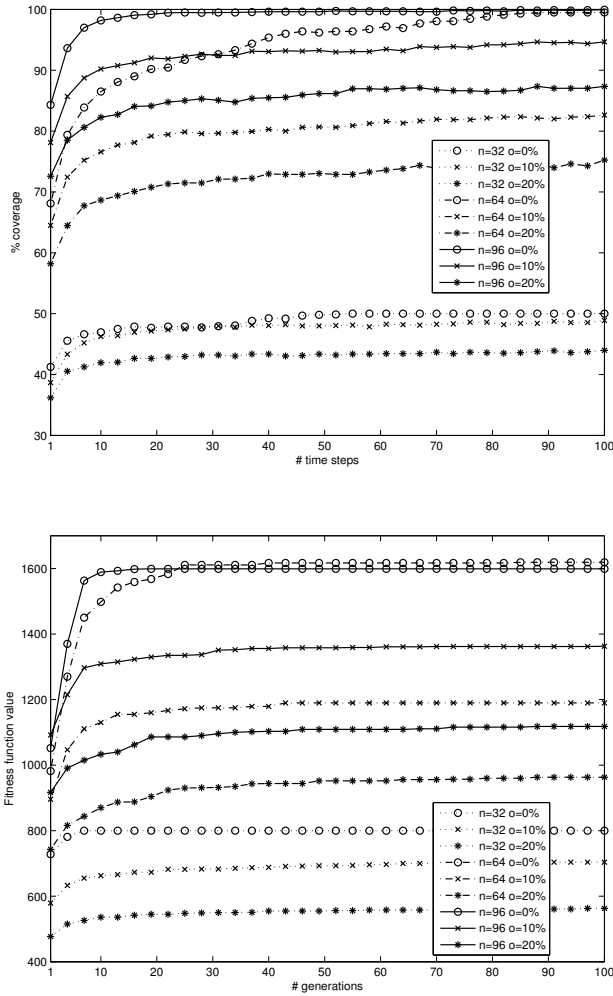 100
90
80
70
60
50
40
30
% coverage
n=32 o=0%
n=32 o=10%
n=32 o=20%
n=64 o=0%
n=64 o=10%
n=64 o=20%
n=96 o=0%
n=96 o=10%
n=96 o=20%
1 10 20 30 40 50 60 70 80 90 100
# time steps
1600
1400
1200
1000
800
600
400
Fitness function value
n=32 o=0%
n=32 o=10%
n=32 o=20%
n=64 o=0%
n=64 o=10%
n=64 o=20%
n=96 o=0%
n=96 o=10%
n=96 o=20%
1 10 20 30 40 50 60 70 80 90 100
# generations